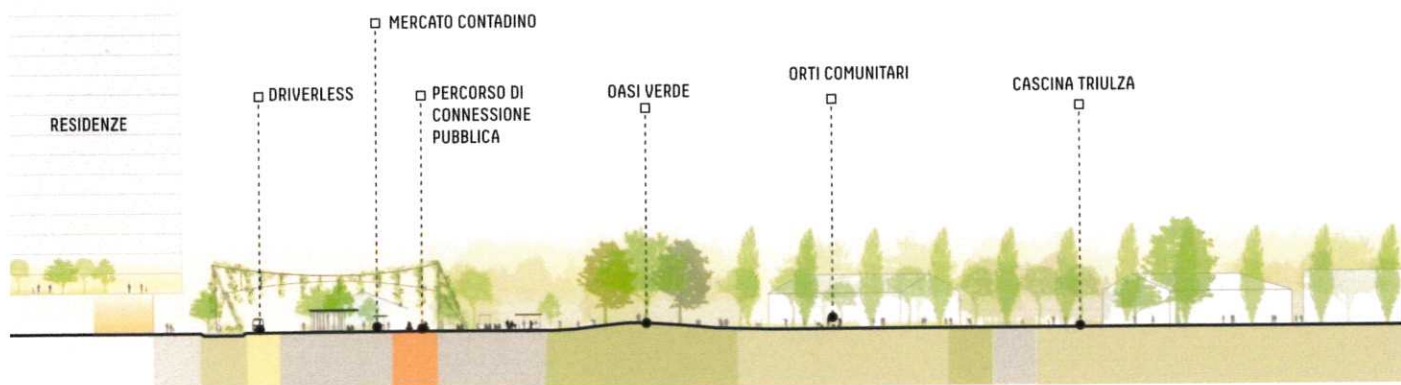 RESIDENZE
DRIVERLESS
MERCATO CONTADINO
PERCORSO DI
CONNESSIONE
PUBBLICA
OASI VERDE
ORTI COMUNITARI
CASCINA TRIULZA